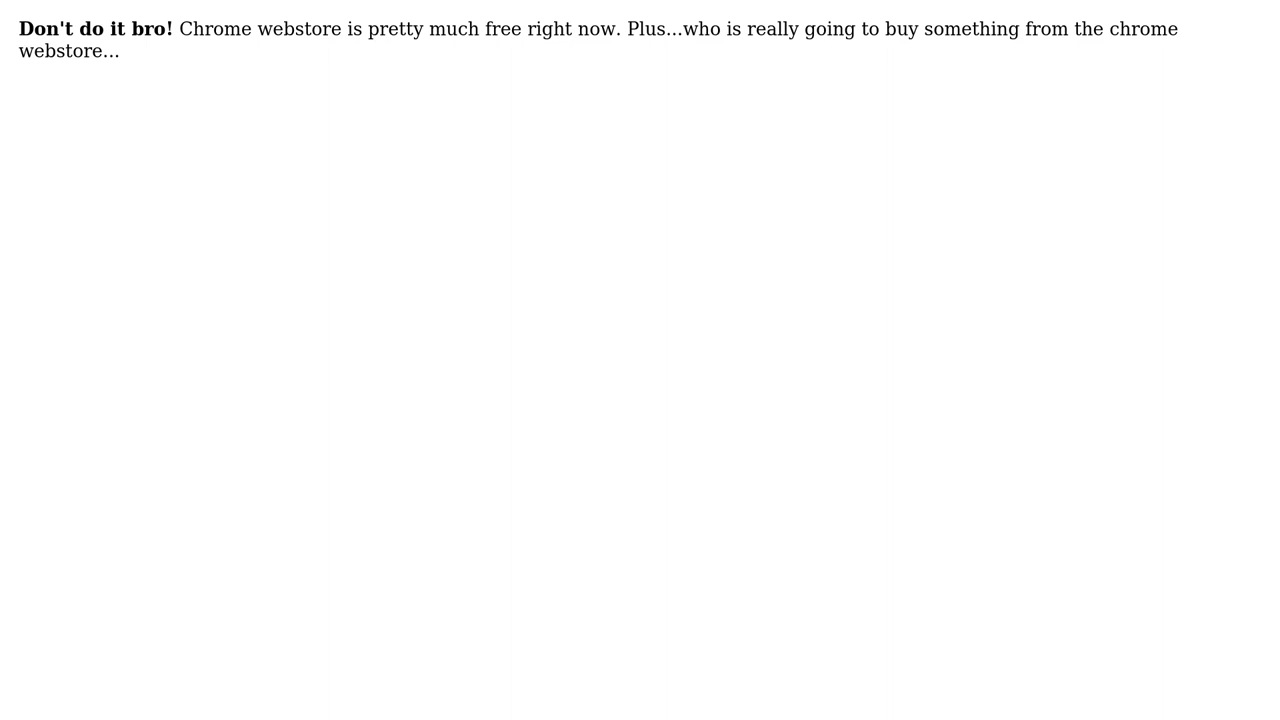 Don't do it bro! Chrome webstore is pretty much free right now. Plus...who is really going to buy something from the chrome
webstore...